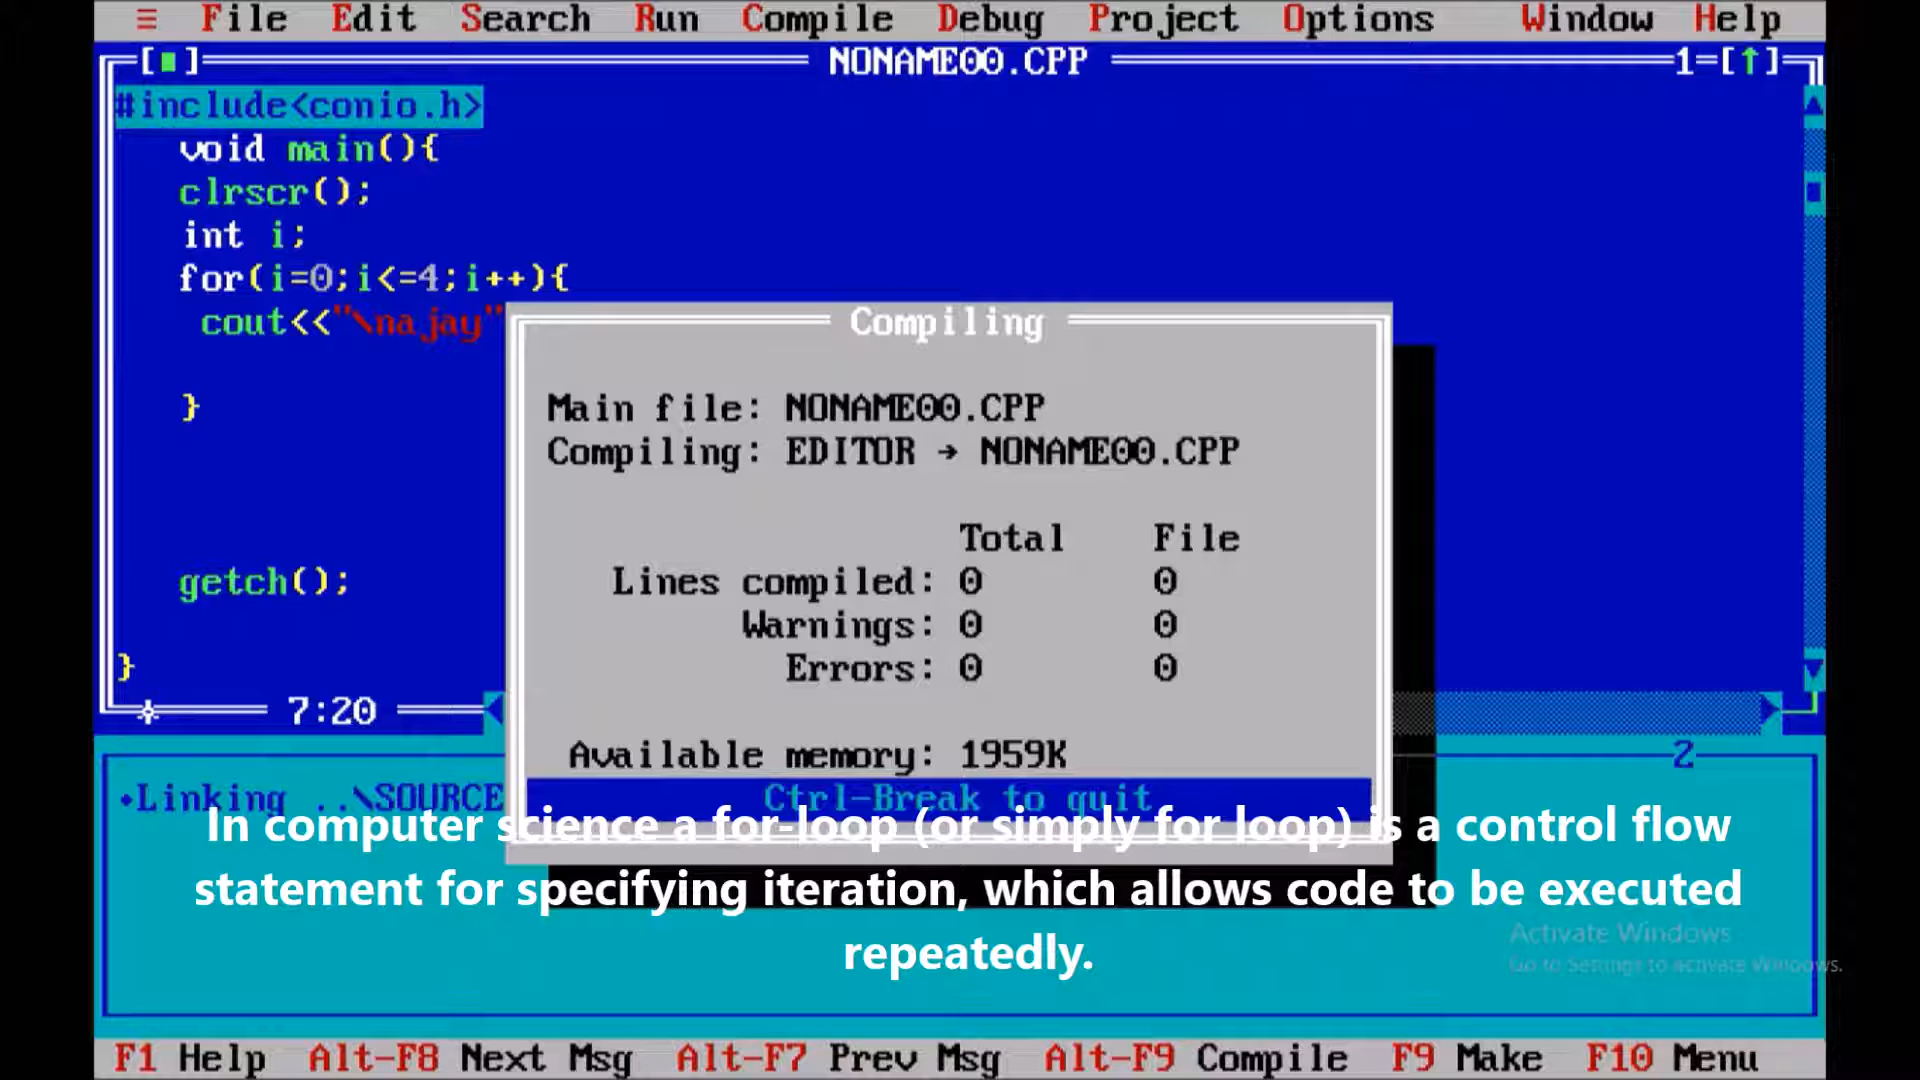 ≡ File Edit Search Run Compile Debug Project Options Window Help
[■] NONAME00.CPP 1=[↑]
#include<conio.h>
void main(){
clrscr();
int i;
for(i=0;i<=4;i++){
cout<<"\najay"
}
getch();
}
7:20
Compiling
Main file: NONAME00.CPP
Compiling: EDITOR → NONAME00.CPP
Total File
Lines compiled: 0 0
Warnings: 0 0
Errors: 0 0
Available memory: 1959K
Ctrl-Break to quit
2
•Linking ..\SOURCE
In computer science a for-loop (or simply for loop) is a control flow
statement for specifying iteration, which allows code to be executed
repeatedly.
Activate Windows
Go to Settings to activate Windows.
F1 Help Alt-F8 Next Msg Alt-F7 Prev Msg Alt-F9 Compile F9 Make F10 Menu